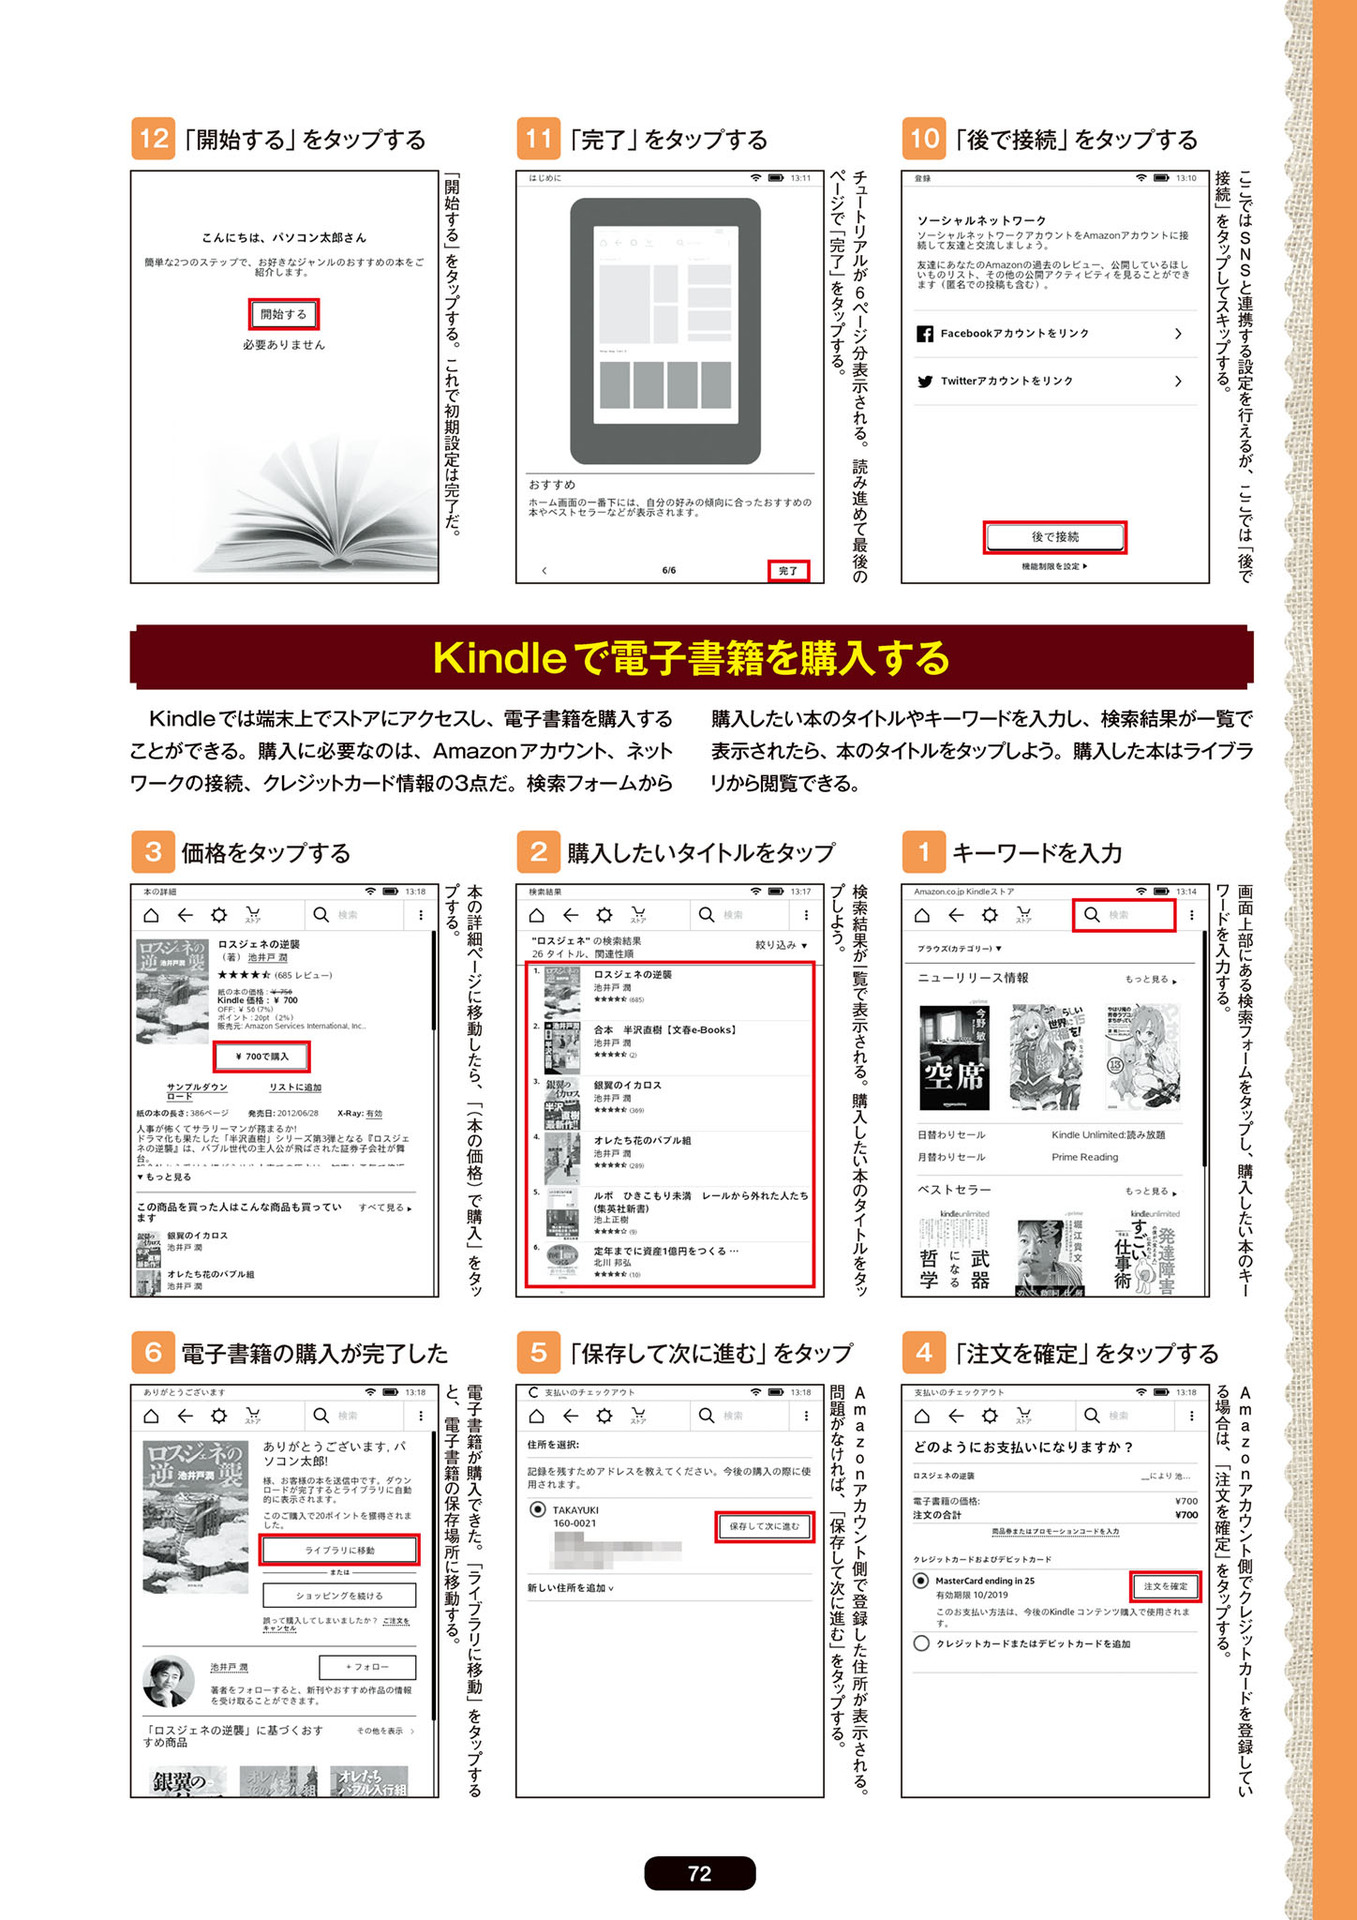 10 「後で接続」をタップする
ここではSNSと連携する設定を行えるが、ここでは「後で
接続」をタップしてスキップする。
登録 13:10
ソーシャルネットワーク
ソーシャルネットワークアカウントをAmazonアカウントに接
続して友達と交流しましょう。
友達にあなたのAmazonの過去のレビュー、公開しているほし
いものリスト、その他の公開アクティビティを見ることができ
ます（匿名での投稿も含む）。
Facebookアカウントをリンク
Twitterアカウントをリンク
後で接続
機能制限を設定
11 「完了」をタップする
チュートリアルが6ページ分表示される。読み進めて最後の
ページで「完了」をタップする。
はじめに 13:11
おすすめ
ホーム画面の一番下には、自分の好みの傾向に合ったおすすめの
本やベストセラーなどが表示されます。
6/6 完了
12 「開始する」をタップする
「開始する」をタップする。これで初期設定は完了だ。
こんにちは、パソコン太郎さん
簡単な2つのステップで、お好きなジャンルのおすすめの本をご
紹介します。
開始する
必要ありません
Kindleで電子書籍を購入する
Kindleでは端末上でストアにアクセスし、電子書籍を購入する
ことができる。購入に必要なのは、Amazonアカウント、ネット
ワークの接続、クレジットカード情報の3点だ。検索フォームから
購入したい本のタイトルやキーワードを入力し、検索結果が一覧で
表示されたら、本のタイトルをタップしよう。購入した本はライブラ
リから閲覧できる。
1 キーワードを入力
画面上部にある検索フォームをタップし、購入したい本のキー
ワードを入力する。
Amazon.co.jp Kindleストア 13:14
ストア 検索
ブラウズ(カテゴリー) ▼
ニューリリース情報 もっと見る
今野敏
空席
日替わりセール Kindle Unlimited:読み放題
月替わりセール Prime Reading
ベストセラー もっと見る
kindleunlimited
武器
になる
哲学
堀江貴文
多
kindleunlimited
発達障害
すごい
仕事術
2 購入したいタイトルをタップ
検索結果が一覧で表示される。購入したい本のタイトルをタッ
プしよう。
検索結果 13:17
ストア 検索
"ロスジェネ" の検索結果
26 タイトル、関連性順
絞り込み ▼
1. ロスジェネの逆襲
池井戸 潤
(685)
2. 合本 半沢直樹【文春e-Books】
池井戸 潤
(2)
3. 銀翼のイカロス
池井戸 潤
(369)
4. オレたち花のバブル組
池井戸 潤
(289)
5. ルポ ひきこもり未満 レールから外れた人たち
(集英社新書)
池上正樹
(9)
6. 定年までに資産1億円をつくる …
北川 邦弘
(10)
3 価格をタップする
本の詳細ページに移動したら、「（本の価格）で購入」をタッ
プする。
本の詳細 13:18
ストア 検索
ロスジェネの逆襲
（著） 池井戸 潤
(685 レビュー)
紙の本の価格: ¥ 756
Kindle 価格: ¥ 700
OFF: ¥ 56 (7%)
ポイント: 20pt （2%）
販売元: Amazon Services International, Inc..
¥ 700で購入
サンプルダウン
ロード
リストに追加
紙の本の長さ: 386ページ 発売日: 2012/06/28 X-Ray: 有効
人事が怖くてサラリーマンが務まるか!
ドラマ化も果たした「半沢直樹」シリーズ第3弾となる『ロスジェ
ネの逆襲』は、バブル世代の主人公が飛ばされた証券子会社が舞
台。
▼ もっと見る
この商品を買った人はこんな商品も買ってい
ます
すべて見る
銀翼のイカロス
池井戸 潤
オレたち花のバブル組
池井戸 潤
4 「注文を確定」をタップする
Amazonアカウント側でクレジットカードを登録してい
る場合は、「注文を確定」をタップする。
支払いのチェックアウト 13:18
ストア 検索
どのようにお支払いになりますか？
ロスジェネの逆襲 __により 池…
電子書籍の価格: ¥700
注文の合計 ¥700
商品券またはプロモーションコードを入力
クレジットカードおよびデビットカード
MasterCard ending in 25
有効期限 10/2019
注文を確定
このお支払い方法は、今後のKindle コンテンツ購入で使用されま
す。
クレジットカードまたはデビットカードを追加
5 「保存して次に進む」をタップ
Amazonアカウント側で登録した住所が表示される。
問題がなければ、「保存して次に進む」をタップする。
支払いのチェックアウト 13:18
ストア 検索
住所を選択:
記録を残すためアドレスを教えてください。今後の購入の際に使
用されます。
TAKAYUKI
160-0021
保存して次に進む
新しい住所を追加
6 電子書籍の購入が完了した
電子書籍が購入できた。「ライブラリに移動」をタップする
と、電子書籍の保存場所に移動する。
ありがとうございます 13:18
ストア 検索
ロスジェネの逆襲
池井戸潤
ありがとうございます, パ
ソコン太郎!
様、お客様の本を送信中です。ダウン
ロードが完了するとライブラリに自動
的に表示されます。
このご購入で20ポイントを獲得されま
した。
ライブラリに移動
または
ショッピングを続ける
誤って購入してしまいましたか？ ご注文を
キャンセル
池井戸 潤
+ フォロー
著者をフォローすると、新刊やおすすめ作品の情報
を受け取ることができます。
「ロスジェネの逆襲」に基づくおす
すめ商品
その他を表示
銀翼の
オレたち
オレたち
バブル入行組
72